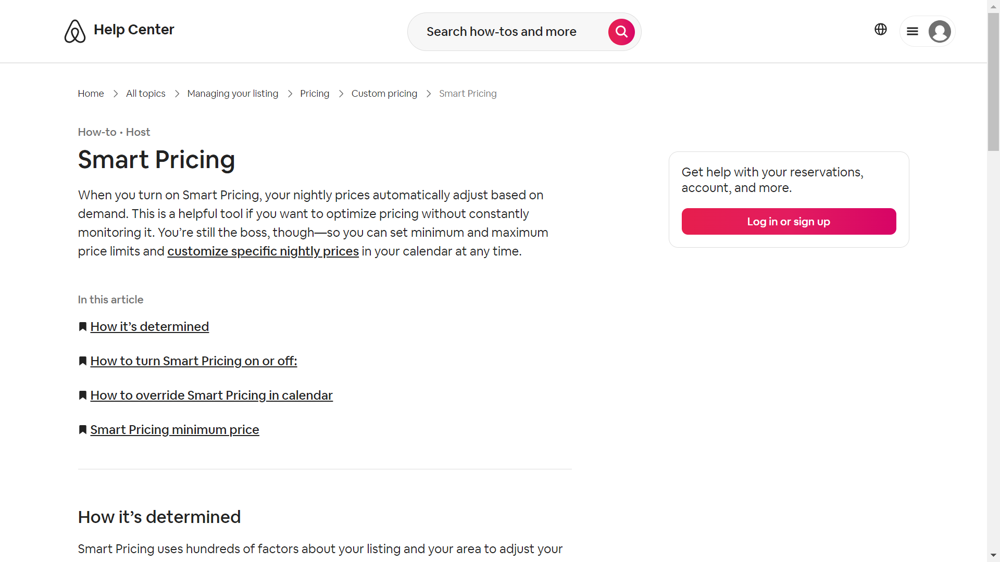 Help Center
Search how-tos and more
Home
All topics
Managing your listing
Pricing
Custom pricing
Smart Pricing
How-to • Host
Smart Pricing
When you turn on Smart Pricing, your nightly prices automatically adjust based on
demand. This is a helpful tool if you want to optimize pricing without constantly
monitoring it. You’re still the boss, though—so you can set minimum and maximum
price limits and customize specific nightly prices in your calendar at any time.
Get help with your reservations,
account, and more.
Log in or sign up
In this article
How it’s determined
How to turn Smart Pricing on or off:
How to override Smart Pricing in calendar
Smart Pricing minimum price
How it’s determined
Smart Pricing uses hundreds of factors about your listing and your area to adjust your